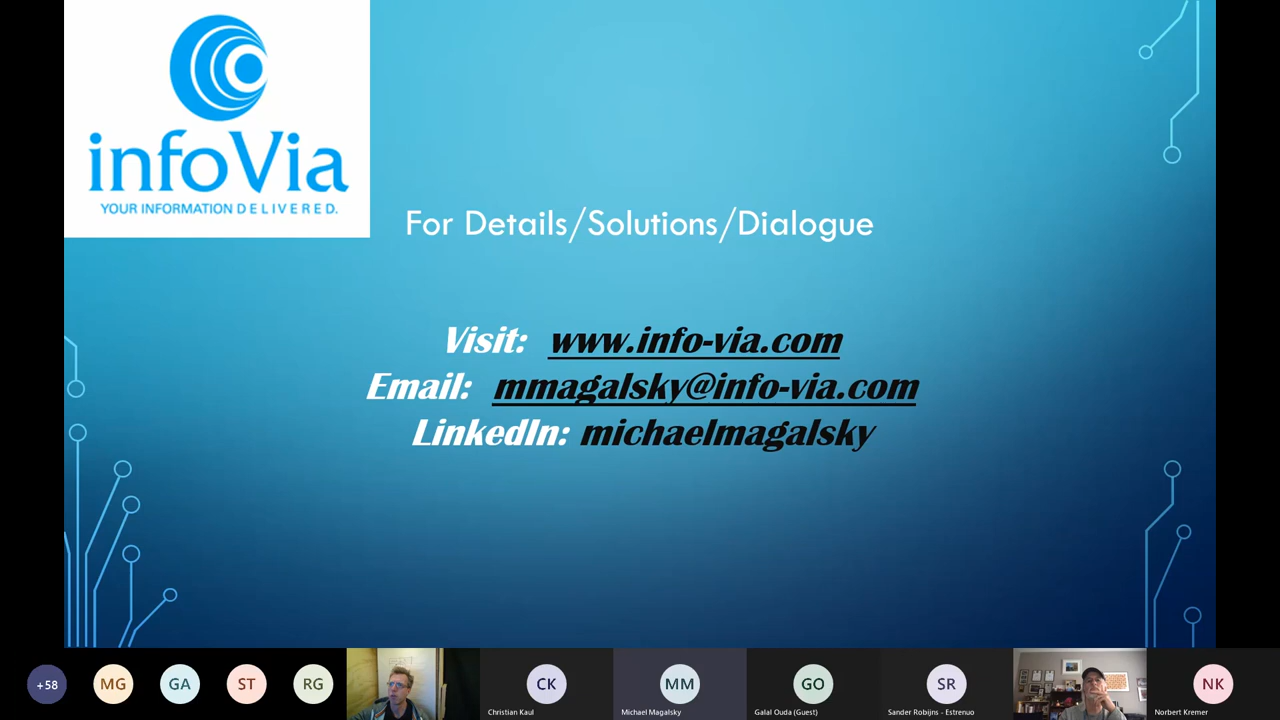 infoVia
YOUR INFORMATION DELIVERED.
For Details/Solutions/Dialogue
Visit: www.info-via.com
Email: mmagalsky@info-via.com
LinkedIn: michaelmagalsky
+58
MG
GA
ST
RG
CK
Christian Kaul
MM
Michael Magalsky
GO
Galal Ouda (Guest)
SR
Sander Robijns - Estrenuo
NK
Norbert Kremer